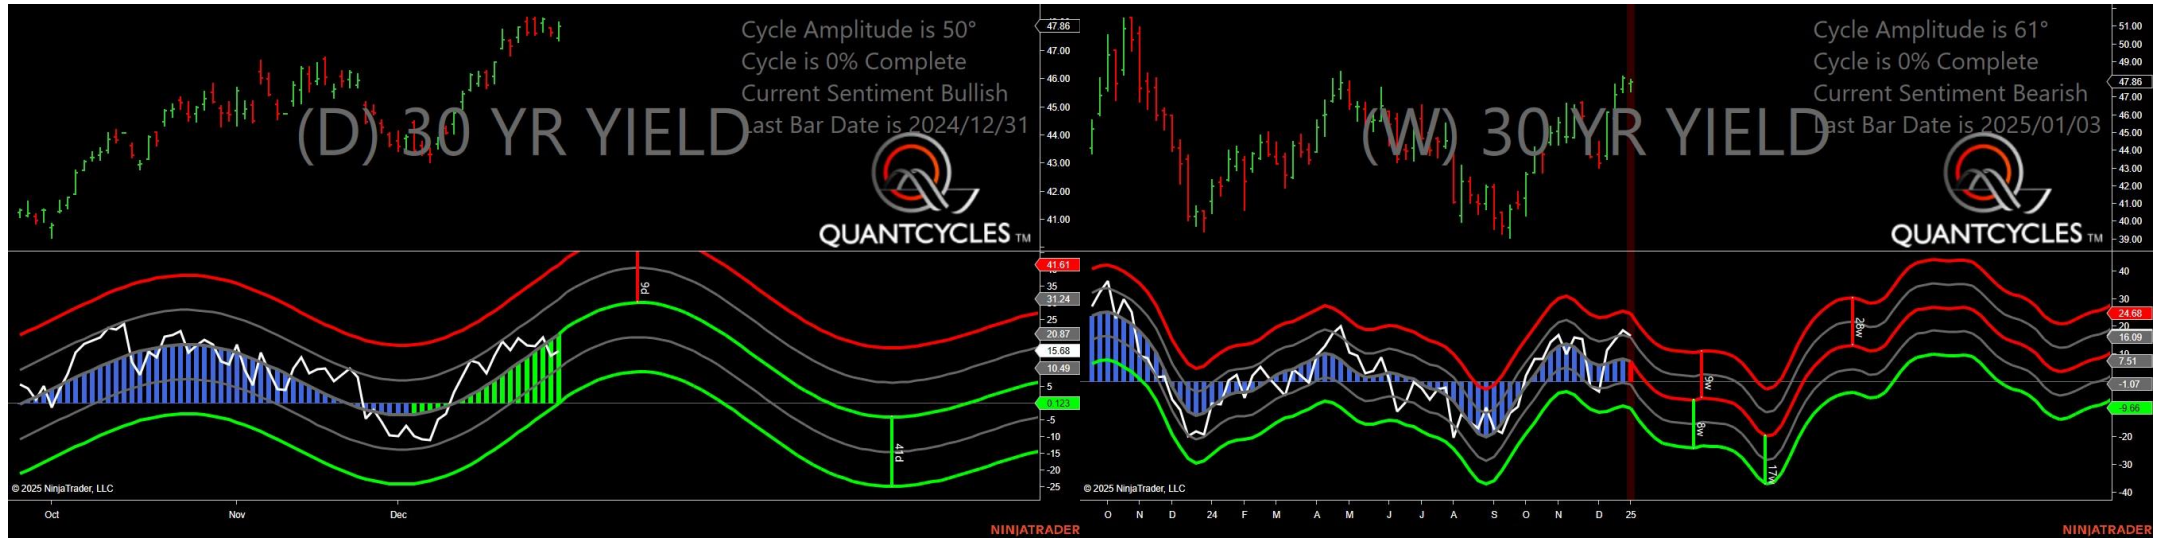 Cycle Amplitude is 50°
Cycle is 0% Complete
Current Sentiment Bullish
Last Bar Date is 2024/12/31
(D) 30 YR YIELD
QUANTCYCLES TM
47.86
47.00
46.00
45.00
44.00
43.00
42.00
41.00
41.61
35
31.24
25
20.87
15.68
10.49
5
0.123
-5
-10
-15
-20
-25
9d
41d
© 2025 NinjaTrader, LLC
Oct Nov Dec
NINJATRADER
Cycle Amplitude is 61°
Cycle is 0% Complete
Current Sentiment Bearish
Last Bar Date is 2025/01/03
(W) 30 YR YIELD
QUANTCYCLES TM
51.00
50.00
49.00
47.86
47.00
46.00
45.00
44.00
43.00
42.00
41.00
40.00
39.00
40
30
24.68
20
16.09
7.51
-1.07
-9.66
-20
-30
-40
9w
8w
17w
28w
© 2025 NinjaTrader, LLC
O N D 24 F M A M J J A S O N D 25
NINJATRADER